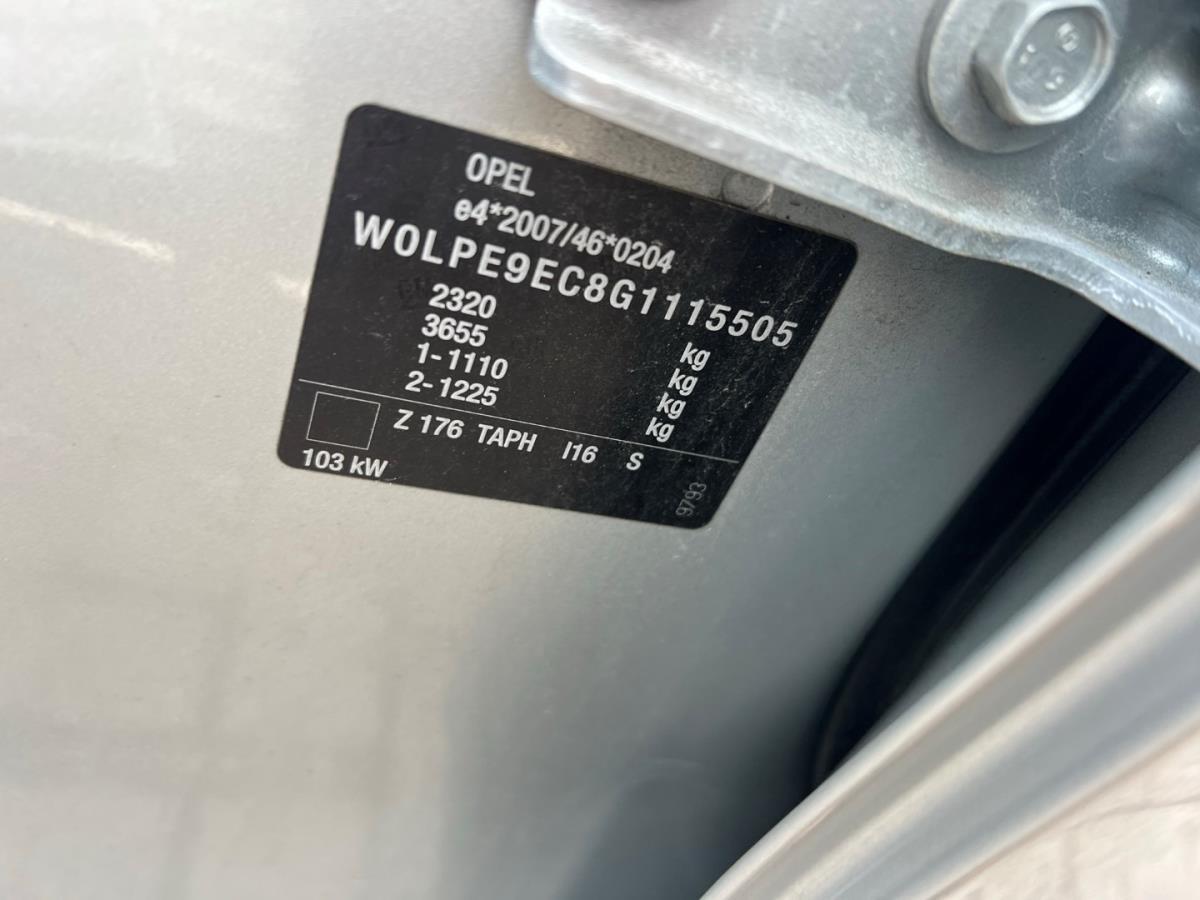 OPEL
e4*2007/46*0204
W0LPE9EC8G1115505
2320 kg
3655 kg
1-1110 kg
2-1225 kg
Z 176 TAPH I16 S
103 kW
9793